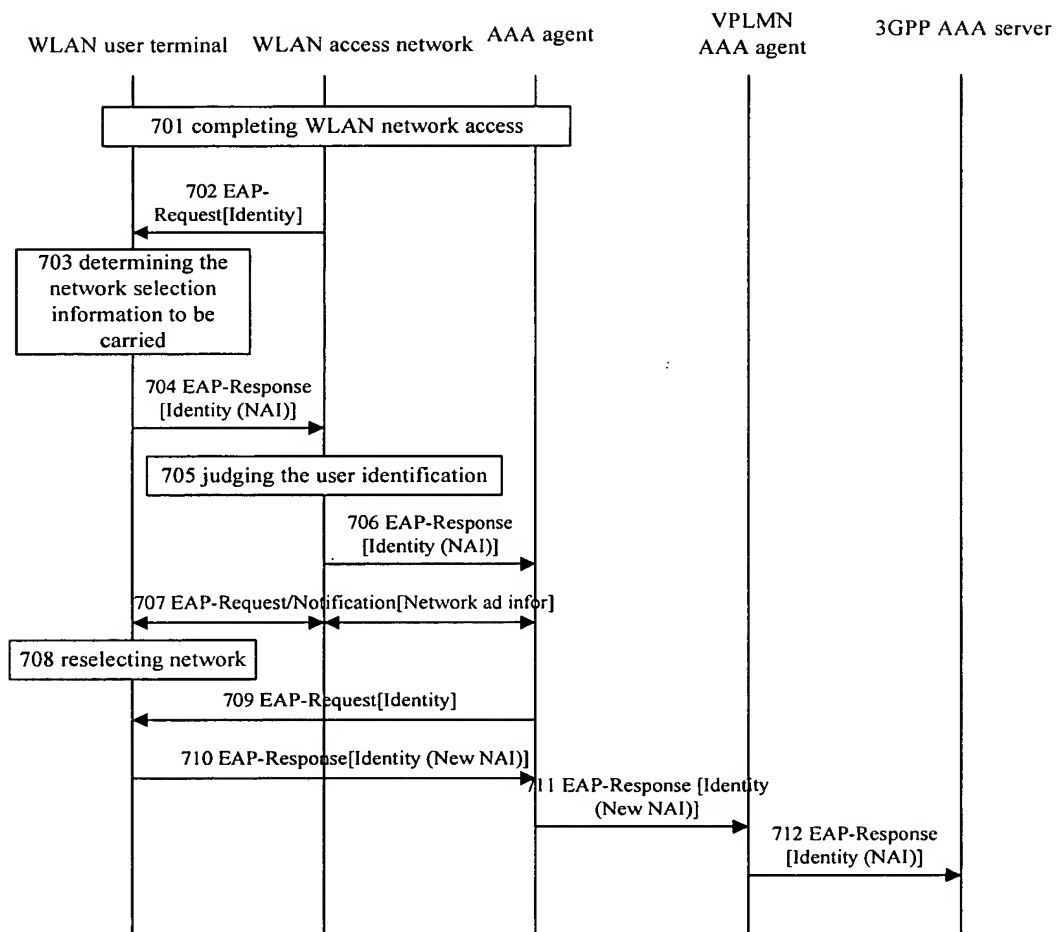 WLAN user terminal
WLAN access network
AAA agent
VPLMN
AAA agent
3GPP AAA server
701 completing WLAN network access
702 EAP-
Request[Identity]
703 determining the
network selection
information to be
carried
704 EAP-Response
[Identity (NAI)]
705 judging the user identification
706 EAP-Response
[Identity (NAI)]
707 EAP-Request/Notification[Network ad infor]
708 reselecting network
709 EAP-Request[Identity]
710 EAP-Response[Identity (New NAI)]
711 EAP-Response [Identity
(New NAI)]
712 EAP-Response
[Identity (NAI)]